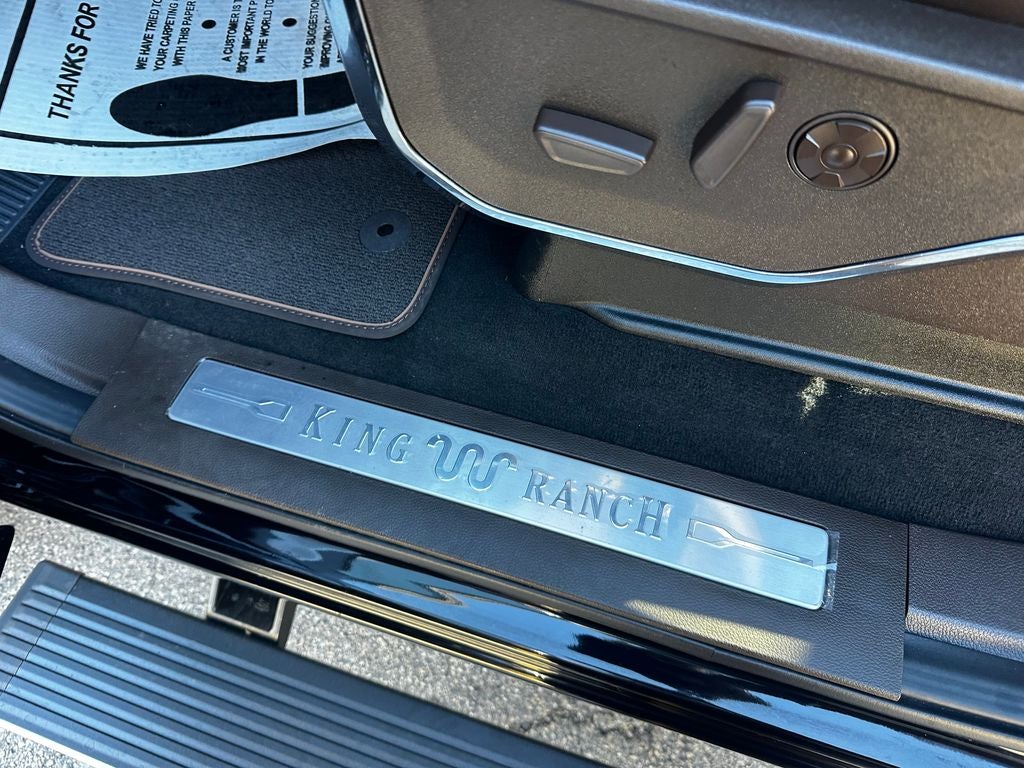 THANKS FOR
WE HAVE TRIED TO
YOUR CARPETING
WITH THIS PAPER
A CUSTOMER IS
MOST IMPORTANT
IN THE WORLD TO
YOUR SUGGESTION
IMPROVING
KING RANCH